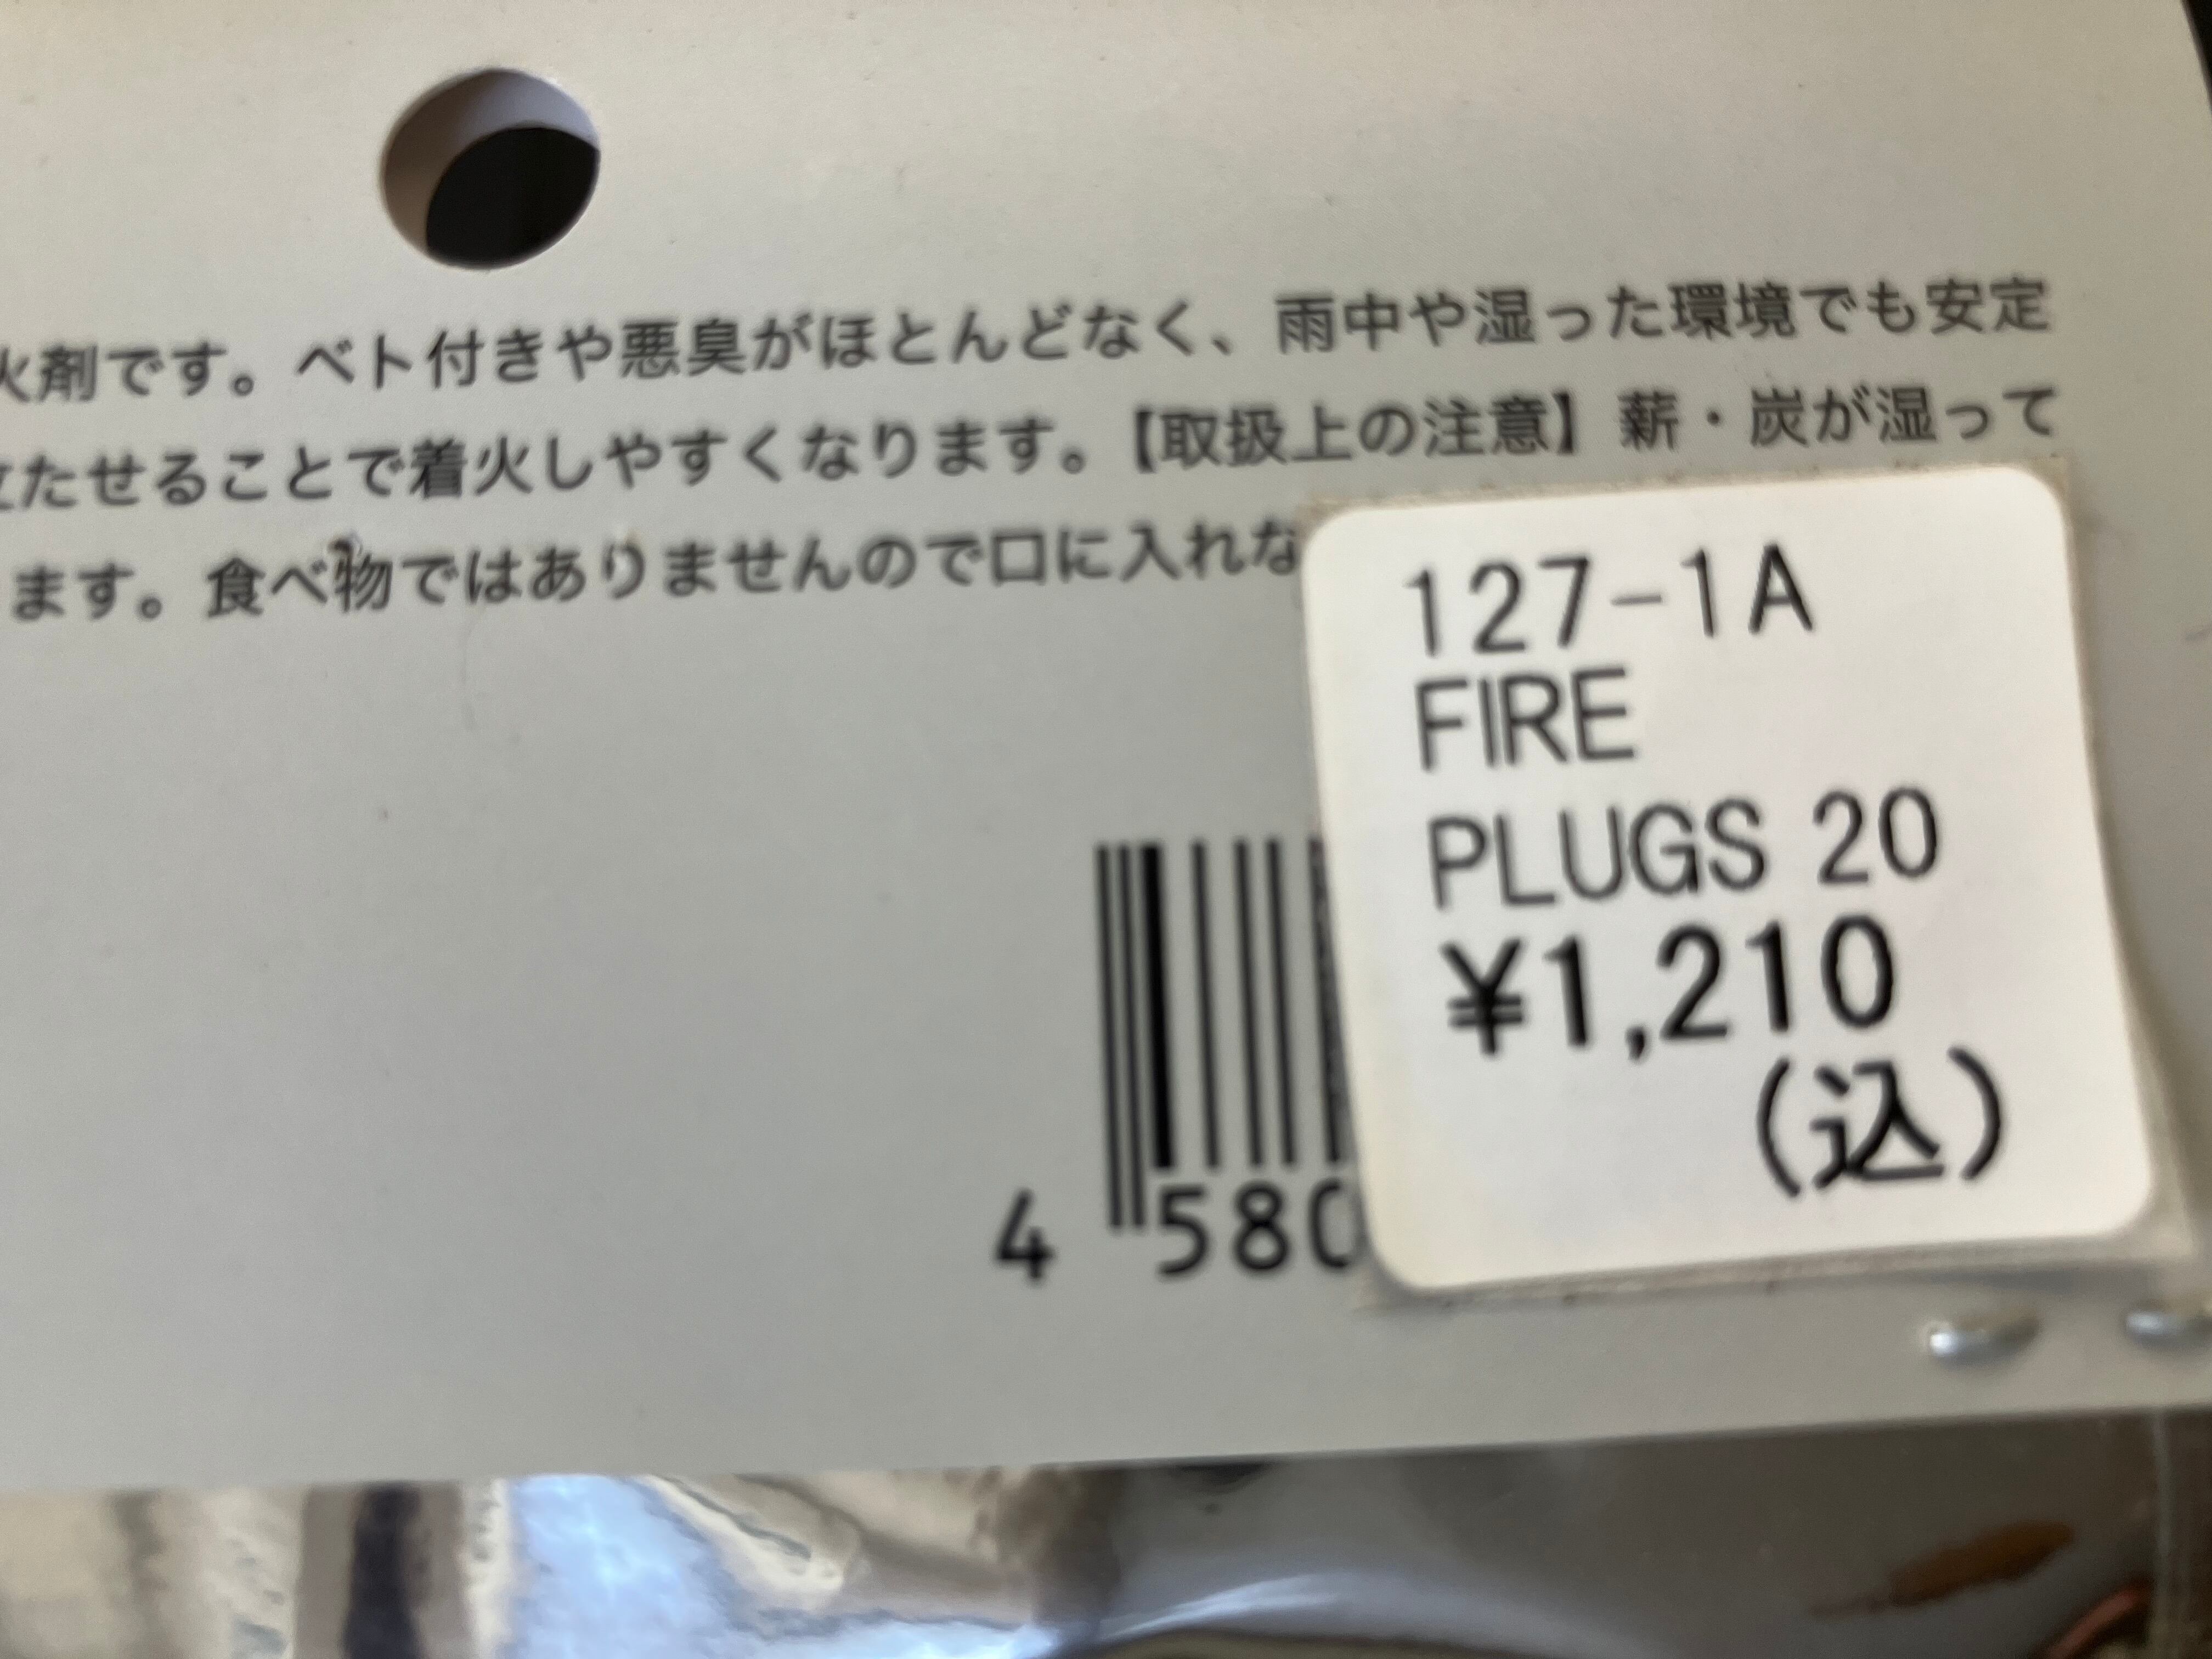 火剤です。ベト付きや悪臭がほとんどなく、雨中や湿った環境でも安定
立たせることで着火しやすくなります。【取扱上の注意】薪・炭が湿って
ます。食べ物ではありませんので口に入れな
127-1A
FIRE
PLUGS 20
¥1,210
(込)
4 580